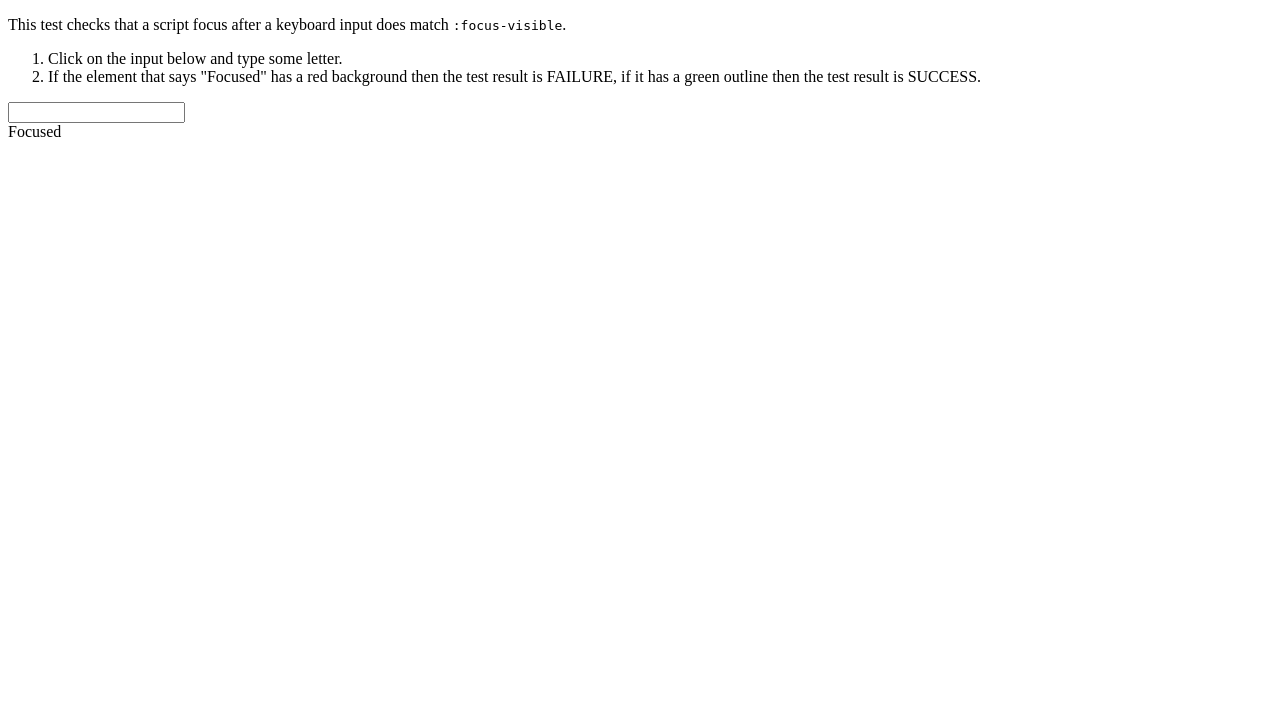 This test checks that a script focus after a keyboard input does match :focus-visible.
1. Click on the input below and type some letter.
2. If the element that says "Focused" has a red background then the test result is FAILURE, if it has a green outline then the test result is SUCCESS.
Focused